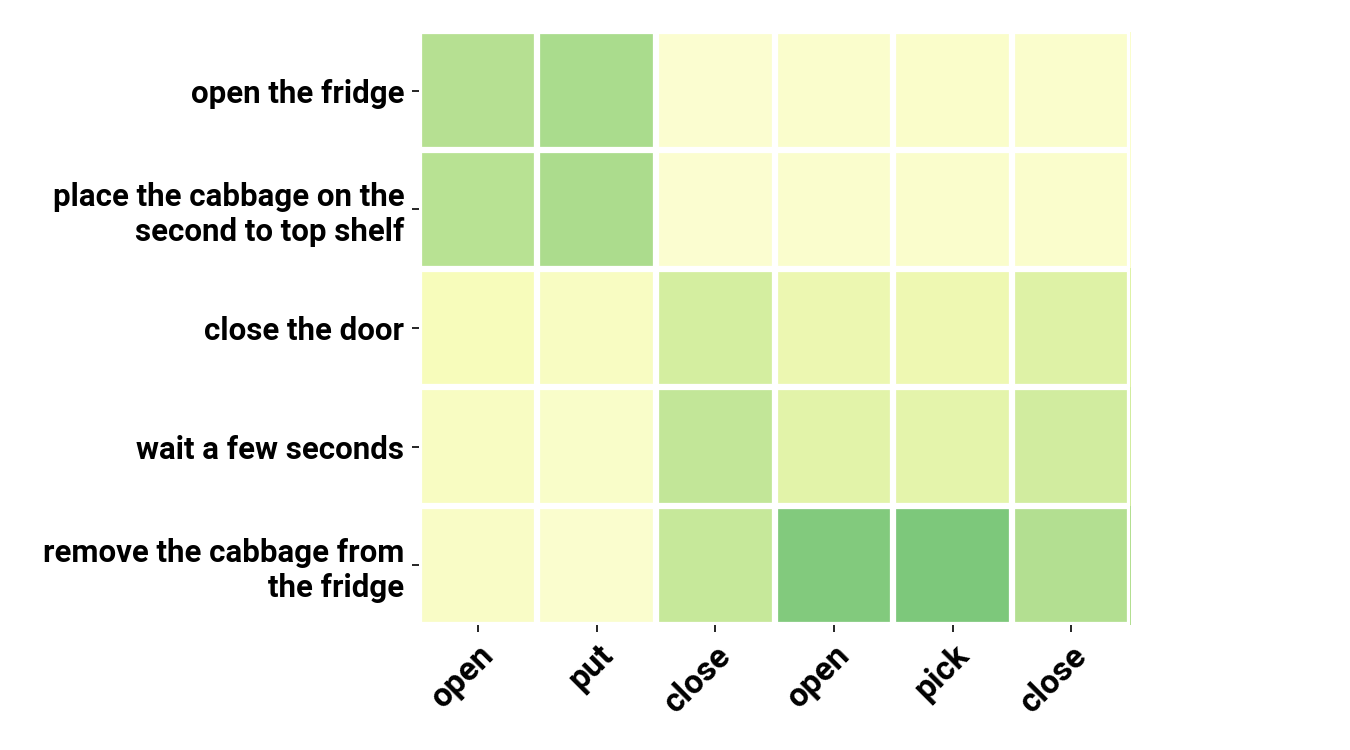 open the fridge
place the cabbage on the
second to top shelf
close the door
wait a few seconds
remove the cabbage from
the fridge
open
put
close
open
pick
close